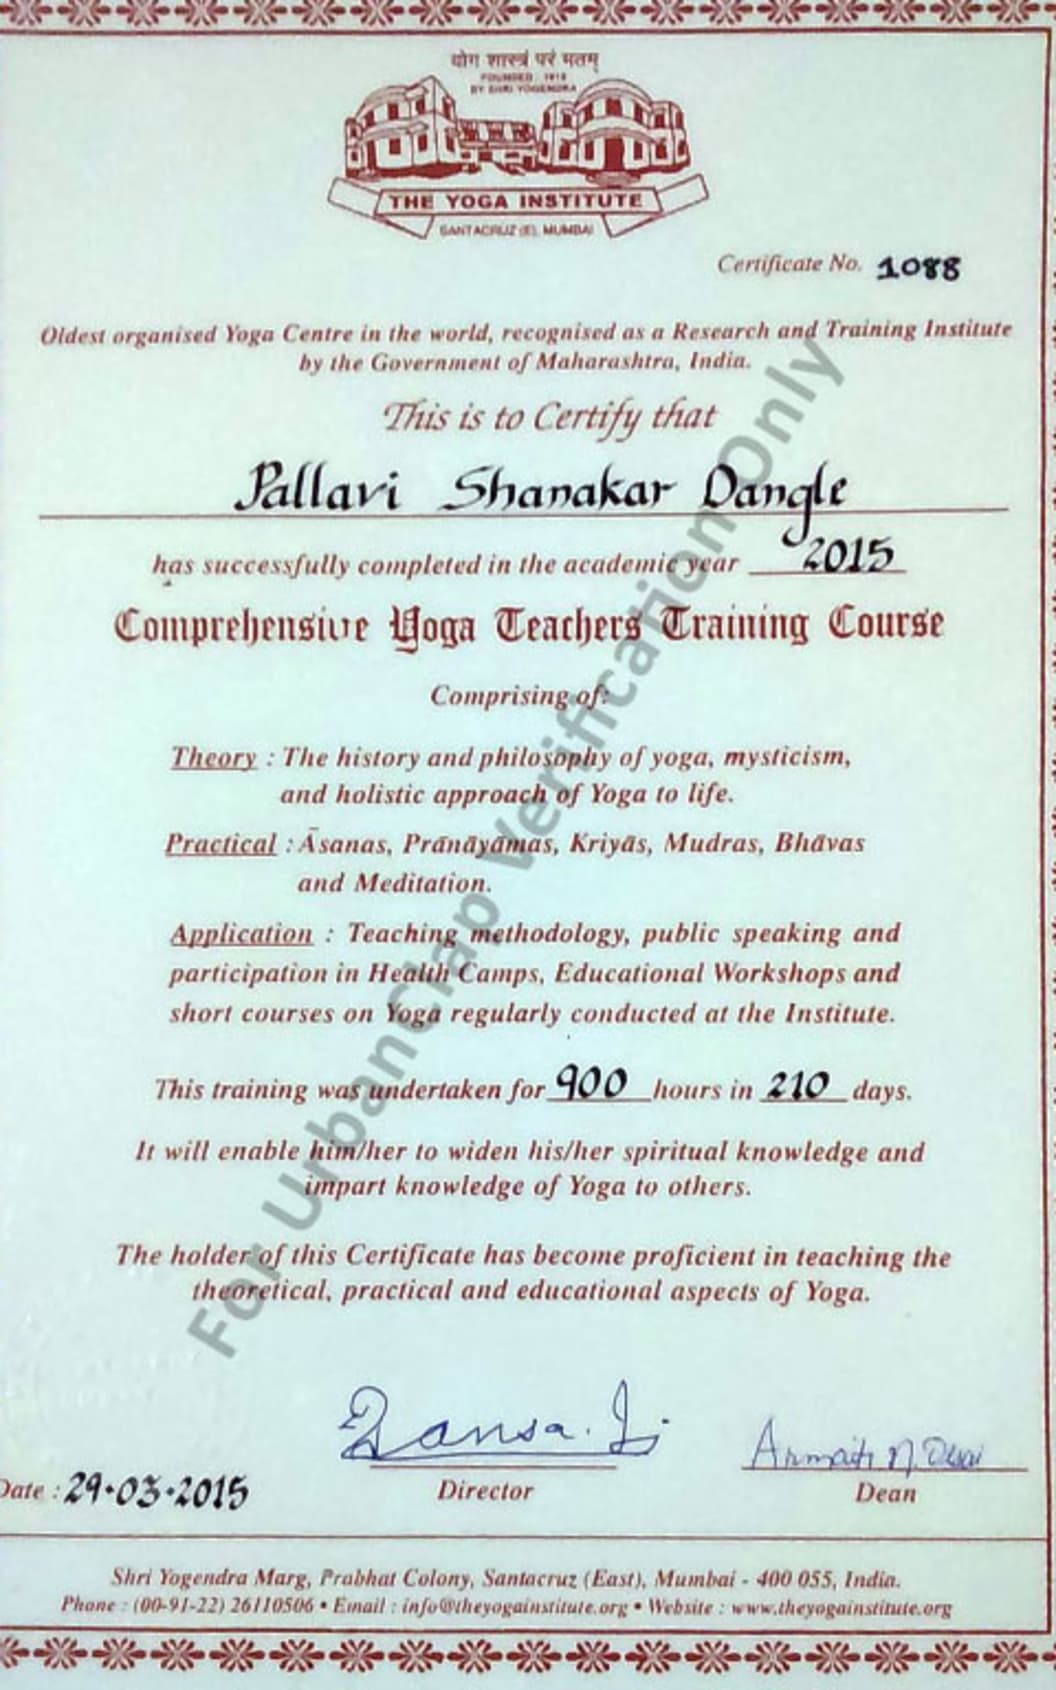 योग शास्त्रं परं मतम्
FOUNDED 1918
BY SHRI YOGENDRA
THE YOGA INSTITUTE
SANTACRUZ (E), MUMBAI
Certificate No. 1088
Oldest organised Yoga Centre in the world, recognised as a Research and Training Institute
by the Government of Maharashtra, India.
This is to Certify that
Pallavi Shanakar Dangle
has successfully completed in the academic year 2015
Comprehensive Yoga Teachers Training Course
Comprising of:
Theory : The history and philosophy of yoga, mysticism,
and holistic approach of Yoga to life.
Practical : Āsanas, Prānāyāmas, Kriyās, Mudras, Bhāvas
and Meditation.
Application : Teaching methodology, public speaking and
participation in Health Camps, Educational Workshops and
short courses on Yoga regularly conducted at the Institute.
This training was undertaken for 900 hours in 210 days.
It will enable him/her to widen his/her spiritual knowledge and
impart knowledge of Yoga to others.
The holder of this Certificate has become proficient in teaching the
theoretical, practical and educational aspects of Yoga.
Hansa. J.
Armaiti N. Desai
Date : 29.03.2015
Director
Dean
Shri Yogendra Marg, Prabhat Colony, Santacruz (East), Mumbai - 400 055, India.
Phone : (00-91-22) 26110506 • Email : info@theyogainstitute.org • Website : www.theyogainstitute.org
For UrbanClap Verification Only